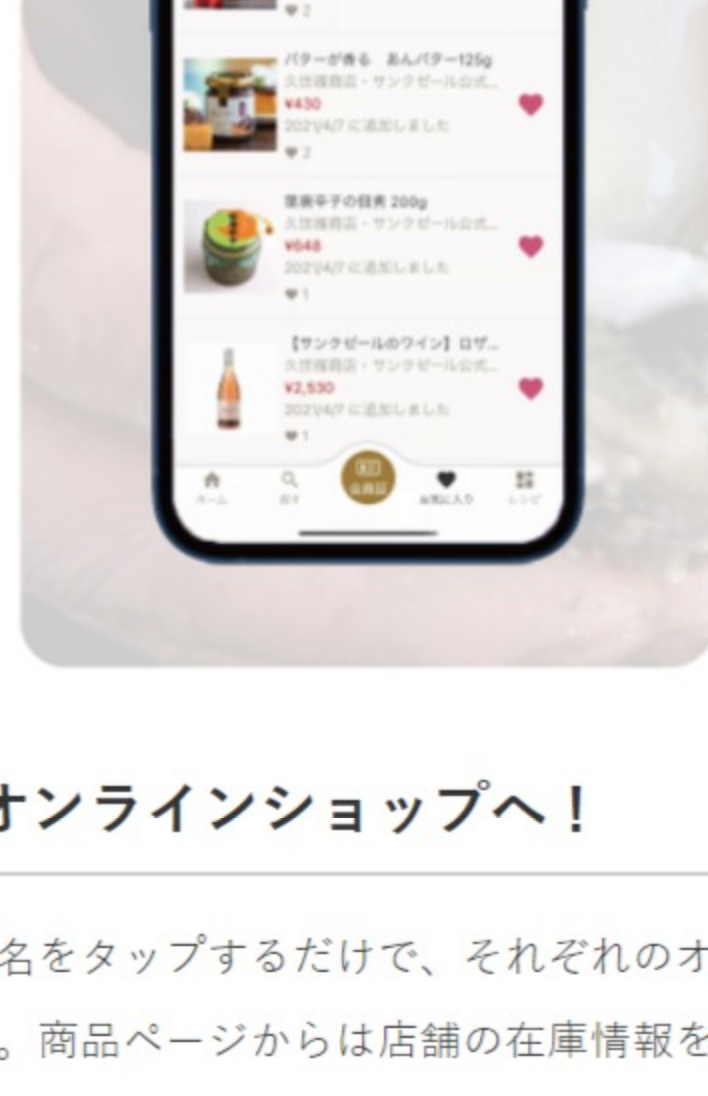 2
バターが香る　あんバター125g
久世福商店・サンクゼール公式...
¥430
2021/4/7 に追加しました
2
葉唐辛子の佃煮 200g
久世福商店・サンクゼール公式...
¥648
2021/4/7 に追加しました
1
【サンクゼールのワイン】ロザ...
久世福商店・サンクゼール公式...
¥2,530
2021/4/7 に追加しました
1
ホーム 探す 会員証 お気に入り レシピ
オンラインショップへ！
名をタップするだけで、それぞれのオ
。商品ページからは店舗の在庫情報を